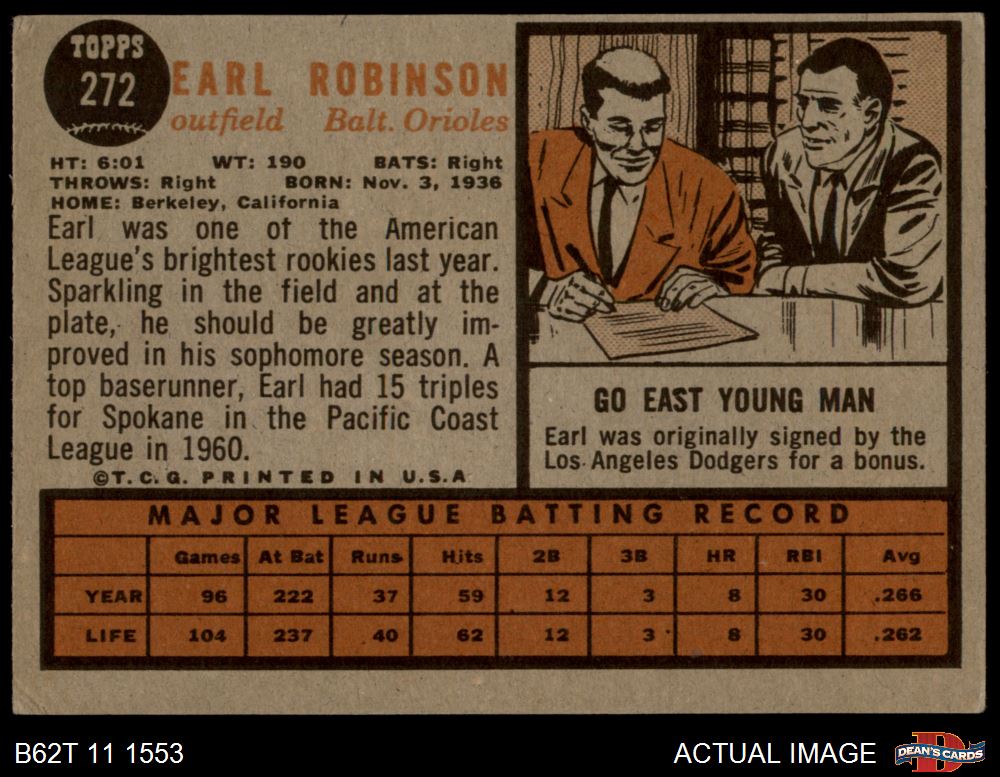 TOPPS
272
EARL ROBINSON
outfield Balt. Orioles
HT: 6:01 WT: 190 BATS: Right
THROWS: Right BORN: Nov. 3, 1936
HOME: Berkeley, California
Earl was one of the American
League's brightest rookies last year.
Sparkling in the field and at the
plate, he should be greatly im-
proved in his sophomore season. A
top baserunner, Earl had 15 triples
for Spokane in the Pacific Coast
League in 1960.
©T.C.G. PRINTED IN U.S.A
GO EAST YOUNG MAN
Earl was originally signed by the
Los Angeles Dodgers for a bonus.
MAJOR LEAGUE BATTING RECORD
Games At Bat Runs Hits 2B 3B HR RBI Avg
YEAR 96 222 37 59 12 3 8 30 .266
LIFE 104 237 40 62 12 3 8 30 .262
B62T 11 1553
ACTUAL IMAGE
D
DEAN'S CARDS